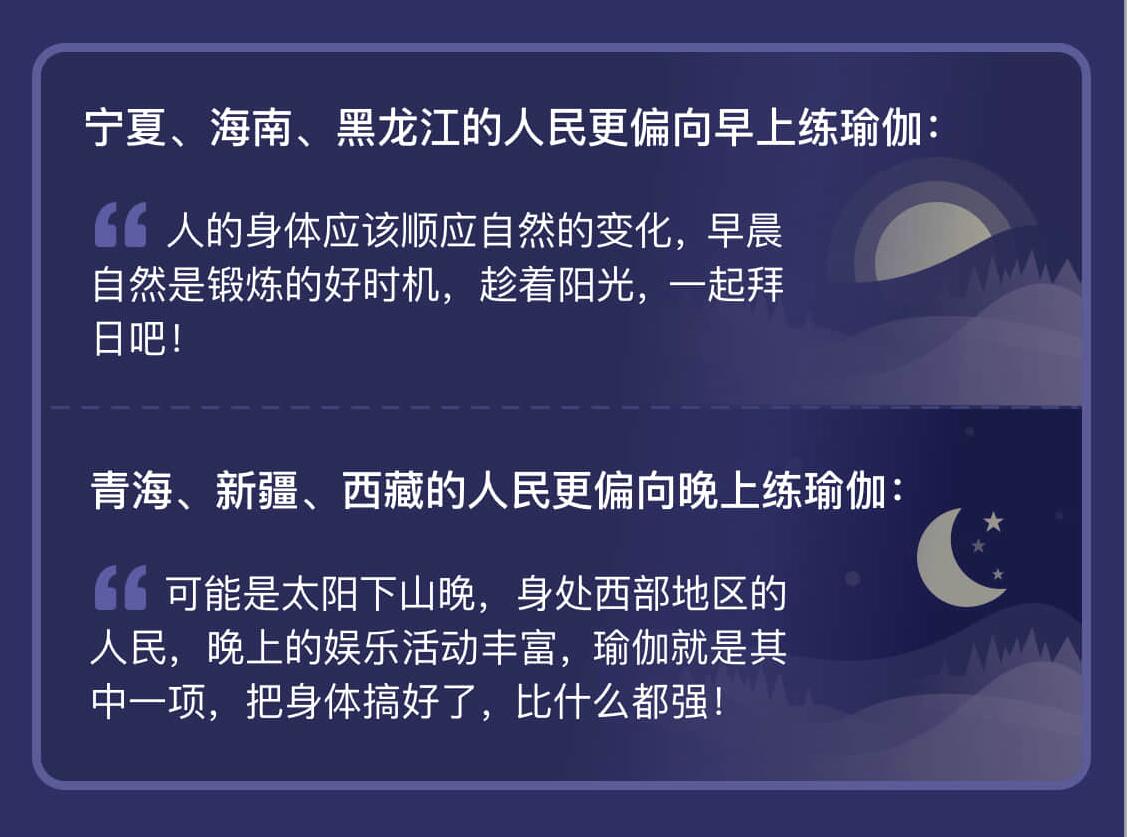 宁夏、海南、黑龙江的人民更偏向早上练瑜伽：
“ 人的身体应该顺应自然的变化，早晨
自然是锻炼的好时机，趁着阳光，一起拜
日吧！
青海、新疆、西藏的人民更偏向晚上练瑜伽：
“ 可能是太阳下山晚，身处西部地区的
人民，晚上的娱乐活动丰富，瑜伽就是其
中一项，把身体搞好了，比什么都强！